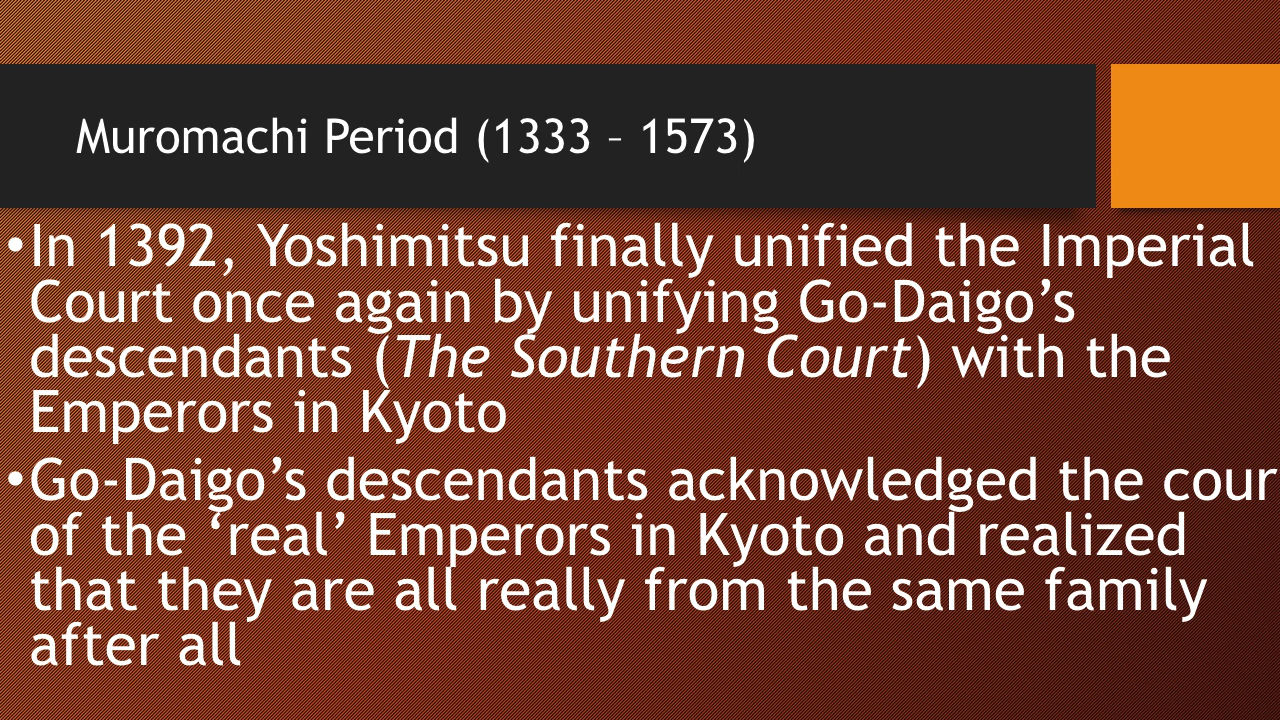 Muromachi Period (1333 – 1573)
•In 1392, Yoshimitsu finally unified the Imperial
Court once again by unifying Go-Daigo’s
descendants (The Southern Court) with the
Emperors in Kyoto
•Go-Daigo’s descendants acknowledged the cour
of the ‘real’ Emperors in Kyoto and realized
that they are all really from the same family
after all